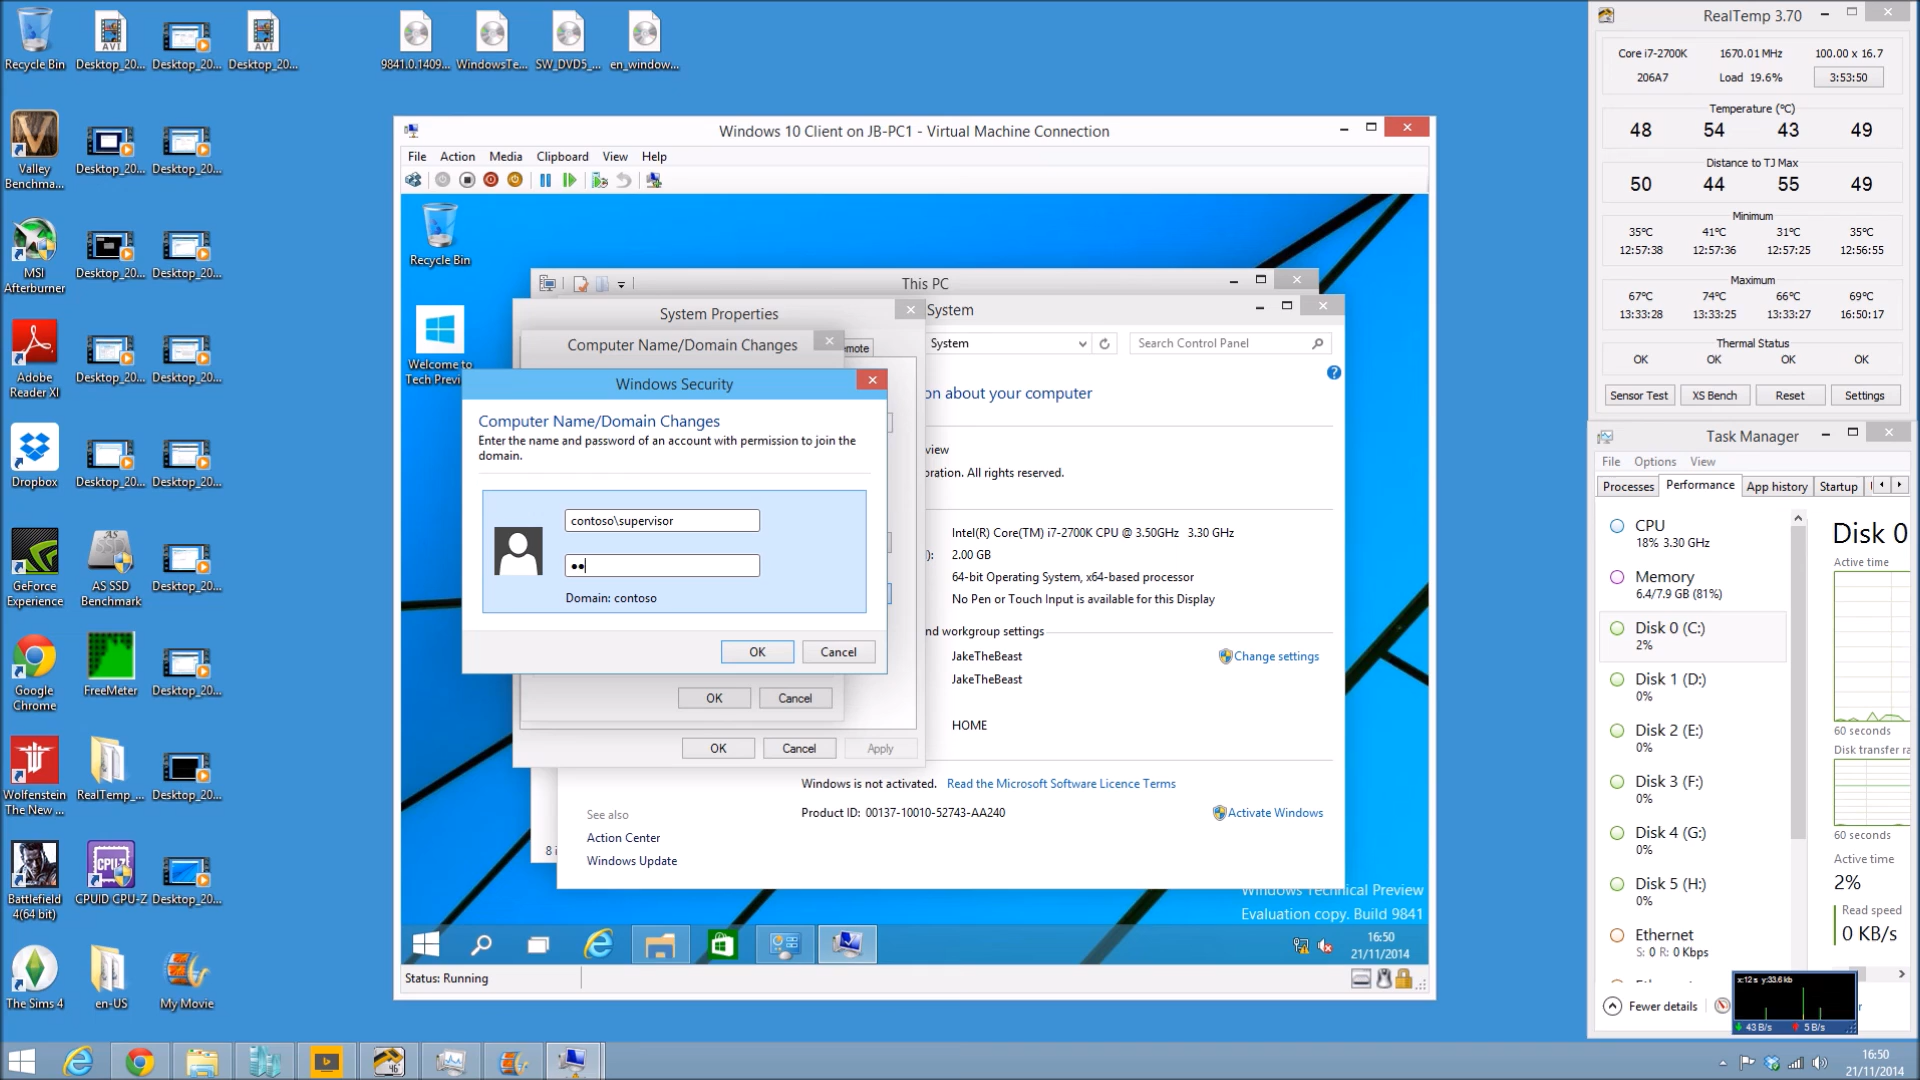 Recycle Bin
Desktop_20...
Desktop_20...
Desktop_20...
9841.0.1409...
WindowsTe...
SW_DVD5_...
en_window...
Valley Benchma...
Desktop_20...
Desktop_20...
MSI Afterburner
Desktop_20...
Desktop_20...
Adobe Reader XI
Desktop_20...
Desktop_20...
Dropbox
Desktop_20...
Desktop_20...
GeForce Experience
AS SSD Benchmark
Desktop_20...
Google Chrome
FreeMeter
Desktop_20...
Wolfenstein The New ...
RealTemp_...
Desktop_20...
Battlefield 4(64 bit)
CPUID CPU-Z
Desktop_20...
The Sims 4
en-US
My Movie
Windows 10 Client on JB-PC1 - Virtual Machine Connection
File Action Media Clipboard View Help
Recycle Bin
Welcome to
Tech Previ
This PC
System
System Properties
Computer Name/Domain Changes
emote
System
Search Control Panel
Windows Security
Computer Name/Domain Changes
Enter the name and password of an account with permission to join the
domain.
contoso\supervisor
Domain: contoso
OK Cancel
OK Cancel
OK Cancel Apply
on about your computer
view
oration. All rights reserved.
Intel(R) Core(TM) i7-2700K CPU @ 3.50GHz 3.30 GHz
): 2.00 GB
64-bit Operating System, x64-based processor
No Pen or Touch Input is available for this Display
nd workgroup settings
JakeTheBeast
Change settings
JakeTheBeast
HOME
Windows is not activated. Read the Microsoft Software Licence Terms
Product ID: 00137-10010-52743-AA240
Activate Windows
See also
Action Center
Windows Update
8 i
Windows Technical Preview
Evaluation copy. Build 9841
16:50
21/11/2014
Status: Running
RealTemp 3.70
Core i7-2700K 1670.01 MHz 100.00 x 16.7
206A7 Load 19.6% 3:53:50
Temperature (°C)
48 54 43 49
Distance to TJ Max
50 44 55 49
Minimum
35°C 41°C 31°C 35°C
12:57:38 12:57:36 12:57:25 12:56:55
Maximum
67°C 74°C 66°C 69°C
13:33:28 13:33:25 13:33:27 16:50:17
Thermal Status
OK OK OK OK
Sensor Test XS Bench Reset Settings
Task Manager
File Options View
Processes Performance App history Startup
CPU
18% 3.30 GHz
Memory
6.4/7.9 GB (81%)
Disk 0 (C:)
2%
Disk 1 (D:)
0%
Disk 2 (E:)
0%
Disk 3 (F:)
0%
Disk 4 (G:)
0%
Disk 5 (H:)
0%
Ethernet
S: 0 R: 0 Kbps
Disk 0
Active time
60 seconds
Disk transfer ra
60 seconds
Active time
2%
Read speed
0 KB/s
Fewer details
x:12 s y:33.6 kb
43 B/s 5 B/s
16:50
21/11/2014